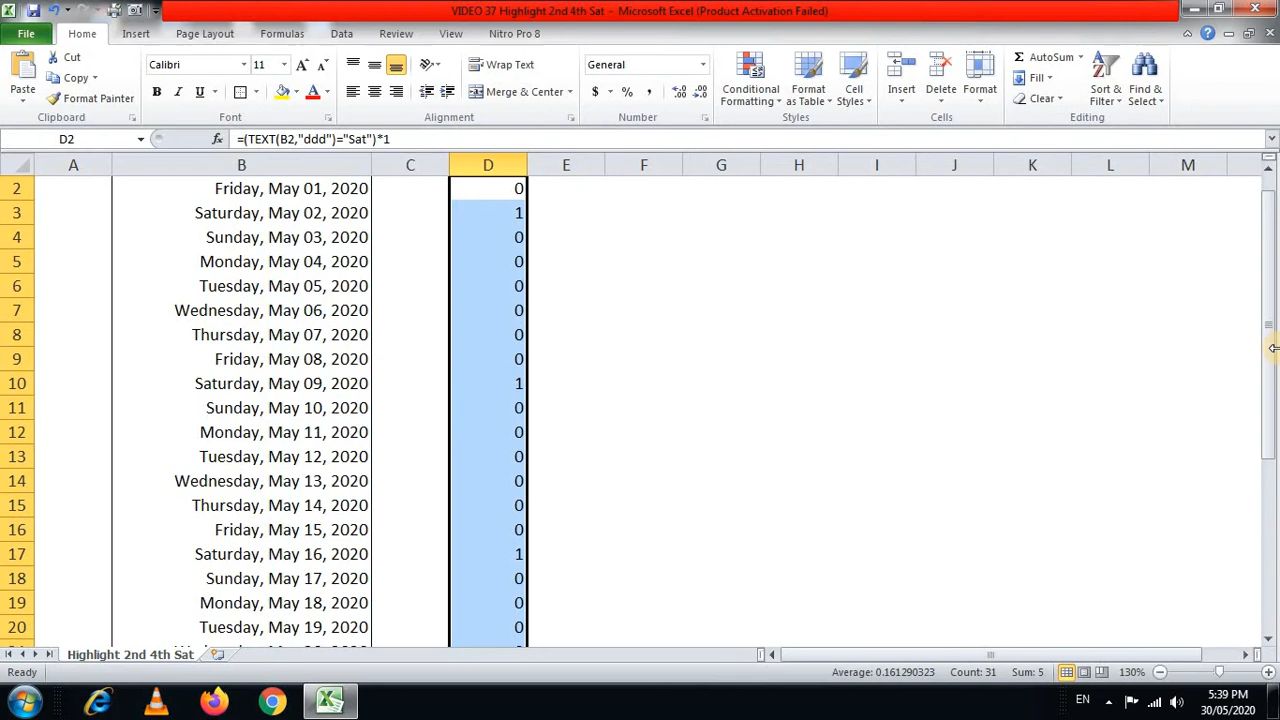 VIDEO 37 Highlight 2nd 4th Sat - Microsoft Excel (Product Activation Failed)
File Home Insert Page Layout Formulas Data Review View Nitro Pro 8
Paste
Cut
Copy
Format Painter
Clipboard
Calibri 11
B I U
Font
Wrap Text
Merge & Center
Alignment
General
$ % ,
Number
Conditional Formatting
Format as Table
Cell Styles
Styles
Insert
Delete
Format
Cells
Σ AutoSum
Fill
Clear
Sort & Filter
Find & Select
Editing
D2 fx =(TEXT(B2,"ddd")="Sat")*1
A B C D E F G H I J K L M
2 Friday, May 01, 2020 0
3 Saturday, May 02, 2020 1
4 Sunday, May 03, 2020 0
5 Monday, May 04, 2020 0
6 Tuesday, May 05, 2020 0
7 Wednesday, May 06, 2020 0
8 Thursday, May 07, 2020 0
9 Friday, May 08, 2020 0
10 Saturday, May 09, 2020 1
11 Sunday, May 10, 2020 0
12 Monday, May 11, 2020 0
13 Tuesday, May 12, 2020 0
14 Wednesday, May 13, 2020 0
15 Thursday, May 14, 2020 0
16 Friday, May 15, 2020 0
17 Saturday, May 16, 2020 1
18 Sunday, May 17, 2020 0
19 Monday, May 18, 2020 0
20 Tuesday, May 19, 2020 0
Highlight 2nd 4th Sat
Ready Average: 0.161290323 Count: 31 Sum: 5 130%
EN 5:39 PM
30/05/2020